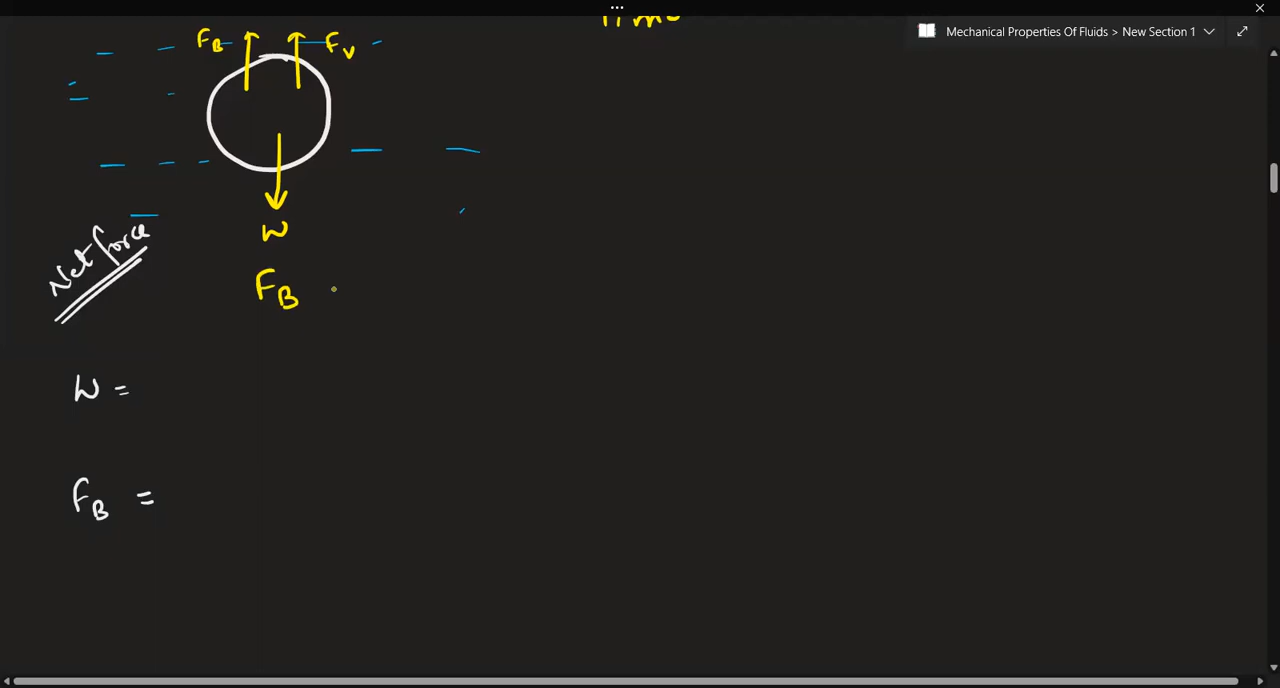 Mechanical Properties Of Fluids > New Section 1
F_B F_V
W
Net force
F_B
W =
F_B =